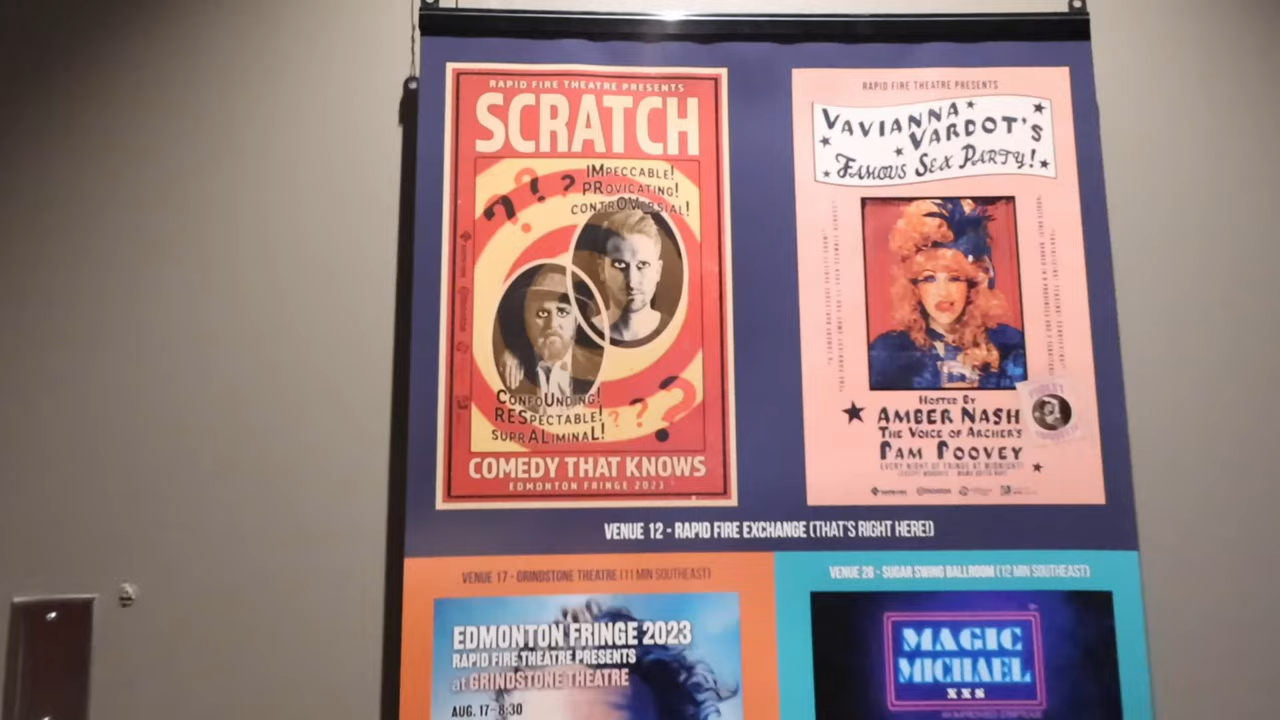 RAPID FIRE THEATRE PRESENTS
SCRATCH
IMPECCABLE!
PROVICATING!
CONTROVERSIAL!
CONFOUNDING!
RESPECTABLE!
SUPRALIMINAL!
COMEDY THAT KNOWS
EDMONTON FRINGE 2023
RAPID FIRE THEATRE PRESENTS
VAVIANNA
VARDOT'S
FAMOUS SEX PARTY!
HOSTED BY
AMBER NASH
THE VOICE OF ARCHER'S
PAM POOVEY
EVERY NIGHT OF FRINGE AT MIDNIGHT!
VENUE 12 - RAPID FIRE EXCHANGE (THAT'S RIGHT HERE!)
VENUE 17 - GRINDSTONE THEATRE (11 MIN SOUTHEAST)
EDMONTON FRINGE 2023
RAPID FIRE THEATRE PRESENTS
at GRINDSTONE THEATRE
AUG. 17-8:30
VENUE 26 - SUGAR SWING BALLROOM (12 MIN SOUTHEAST)
MAGIC
MICHAEL
XXS